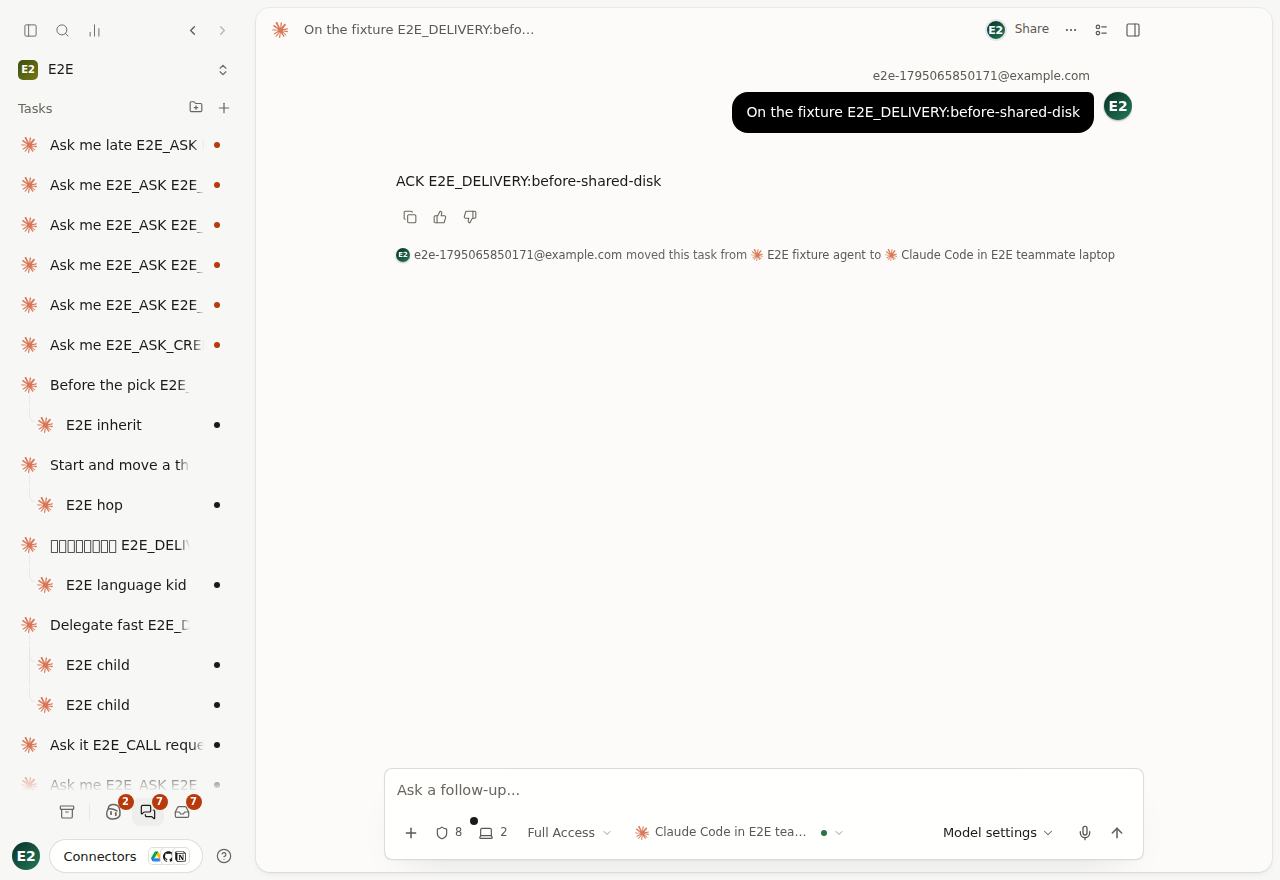 E2 E2E
Tasks
Ask me late E2E_ASK
Ask me E2E_ASK E2E_
Ask me E2E_ASK E2E_
Ask me E2E_ASK E2E_
Ask me E2E_ASK E2E_
Ask me E2E_ASK_CRE
Before the pick E2E_
E2E inherit
Start and move a th
E2E hop
E2E_DELIV
E2E language kid
Delegate fast E2E_D
E2E child
E2E child
Ask it E2E_CALL reque
Ask me E2E_ASK E2E
2 7 7
E2 Connectors
On the fixture E2E_DELIVERY:befo…
E2 Share
e2e-1795065850171@example.com
On the fixture E2E_DELIVERY:before-shared-disk
E2
ACK E2E_DELIVERY:before-shared-disk
E2 e2e-1795065850171@example.com moved this task from E2E fixture agent to Claude Code in E2E teammate laptop
Ask a follow-up…
8 2 Full Access Claude Code in E2E tea… Model settings